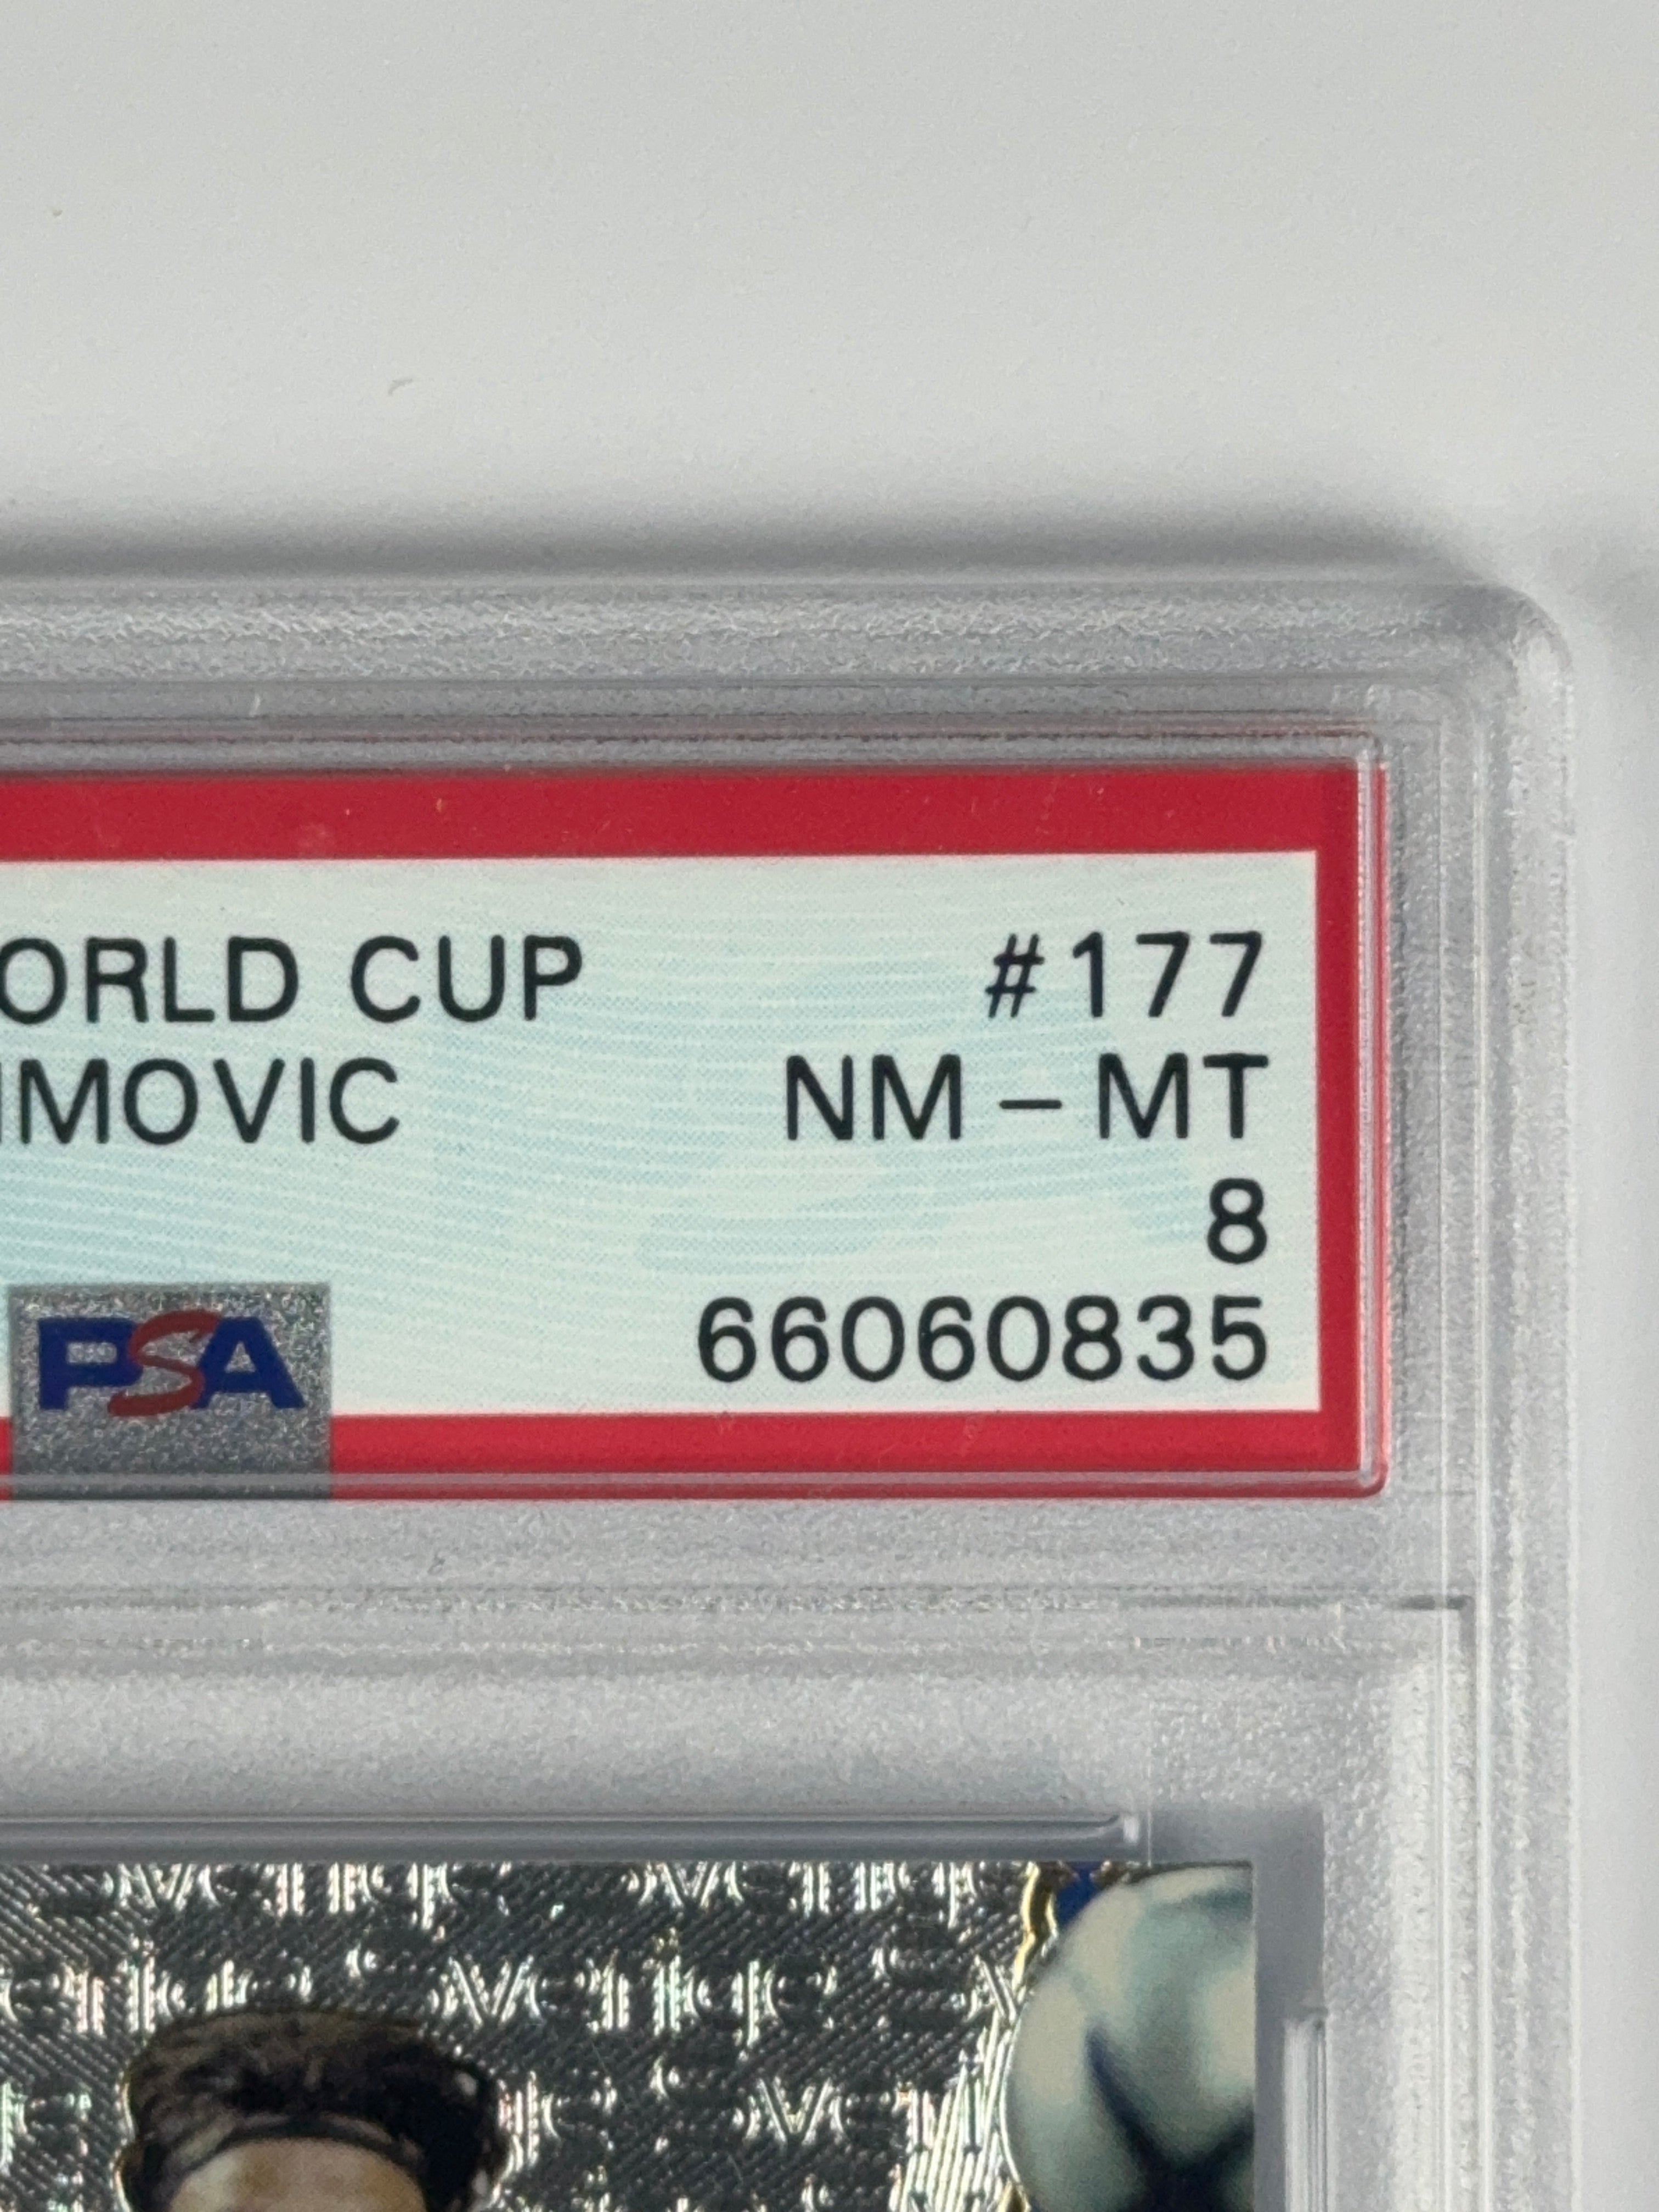 ORLD CUP #177
IMOVIC NM - MT
8
PSA 66060835